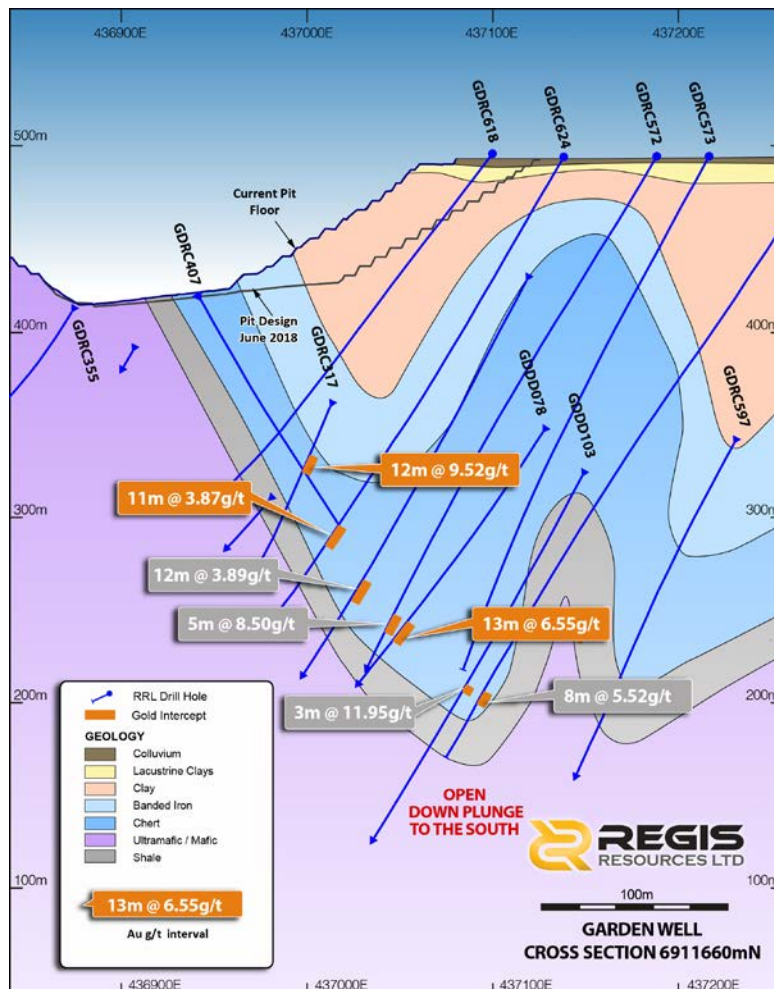 436900E
437000E
437100E
437200E
GDRC618
GDRC624
GDRC572
GDRC573
500m
Current Pit
Floor
GDRC407
Pit Design
June 2018
GDRC355
GDRC317
400m
400m
GDDD078
GDDD103
GDRC597
12m @ 9.52g/t
11m @ 3.87g/t
300m
300m
12m @ 3.89g/t
5m @ 8.50g/t
13m @ 6.55g/t
3m @ 11.95g/t
8m @ 5.52g/t
200m
200m
RRL Drill Hole
Gold Intercept
GEOLOGY
Colluvium
Lacustrine Clays
Clay
Banded Iron
Chert
Ultramafic / Mafic
Shale
13m @ 6.55g/t
Au g/t interval
OPEN
DOWN PLUNGE
TO THE SOUTH
REGIS
RESOURCES LTD
100m
100m
100m
GARDEN WELL
CROSS SECTION 6911660mN
436900E
437000E
437100E
437200E